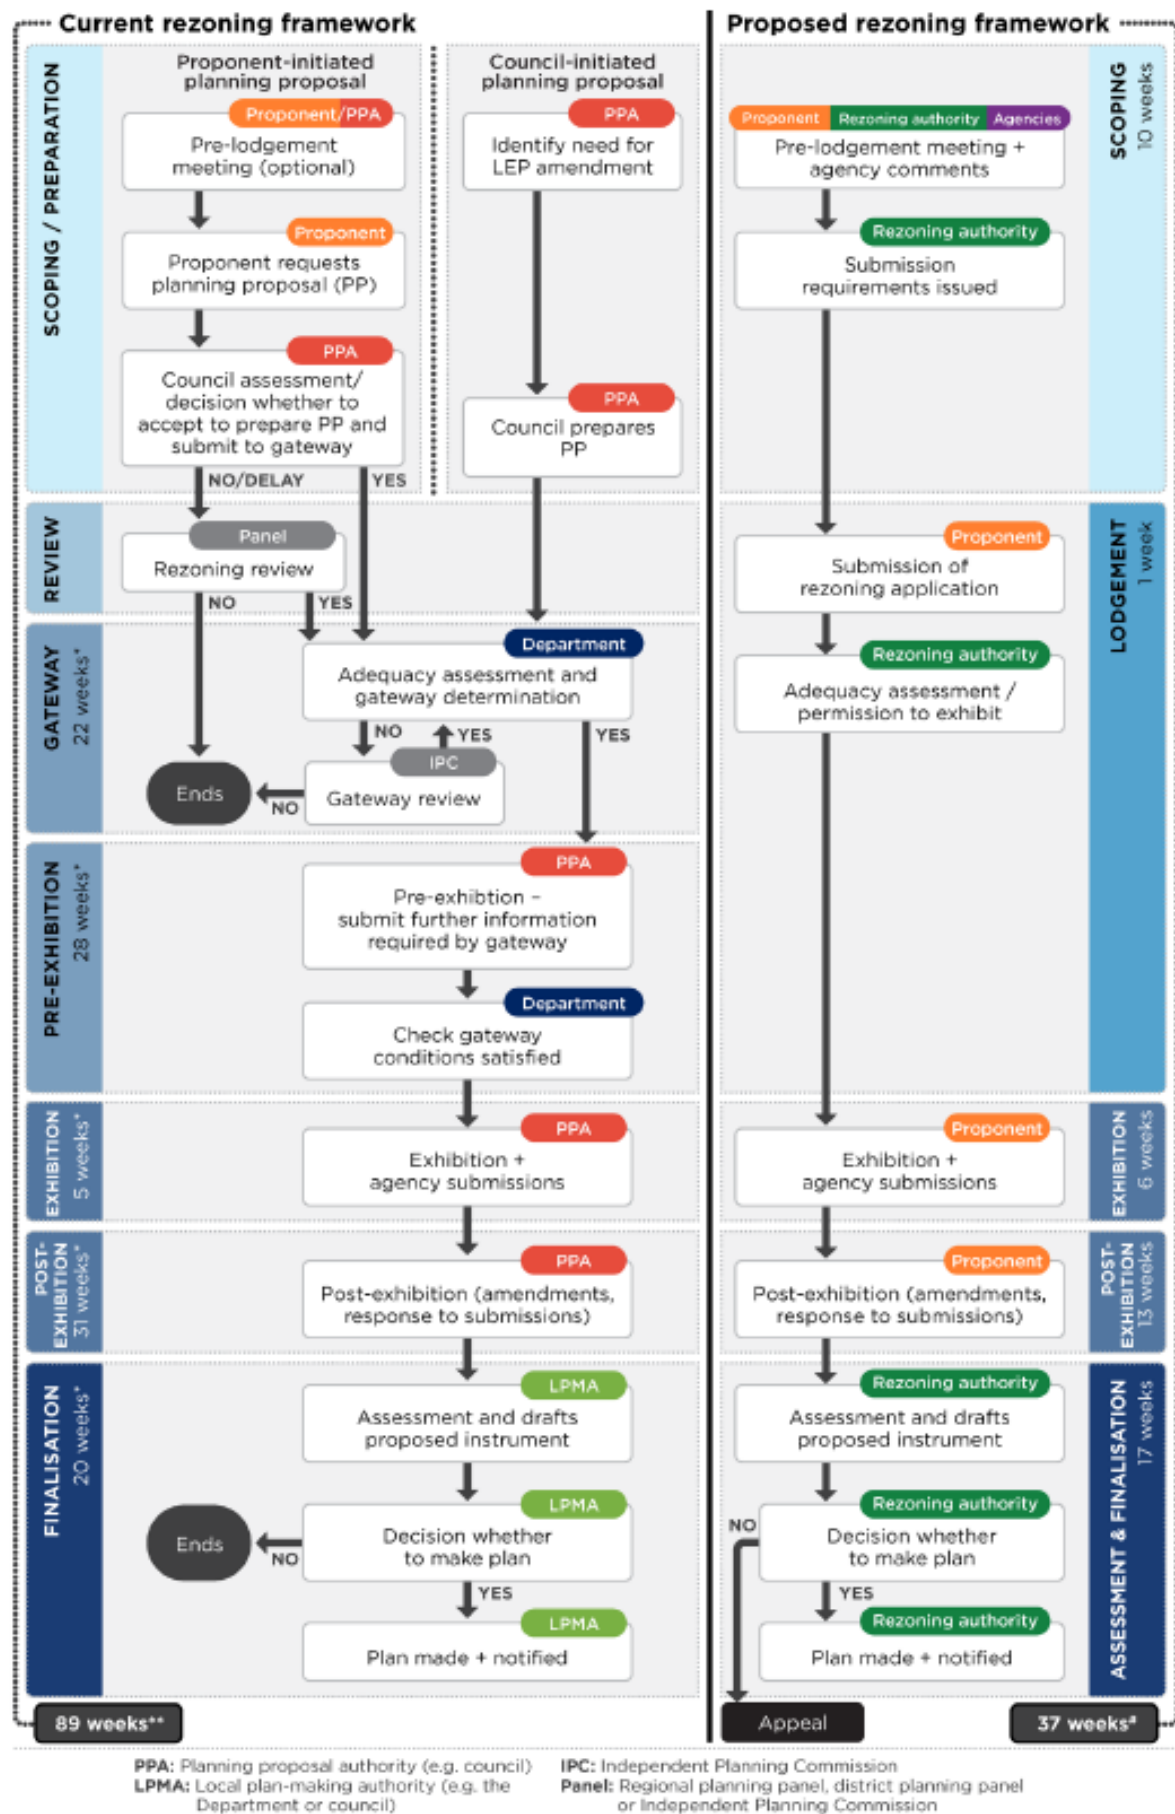 Current rezoning framework
Proposed rezoning framework
SCOPING / PREPARATION
Proponent-initiated
planning proposal
Proponent/PPA
Pre-lodgement
meeting (optional)
Proponent
Proponent requests
planning proposal (PP)
PPA
Council assessment/
decision whether to
accept to prepare PP and
submit to gateway
NO/DELAY
YES
Council-initiated
planning proposal
PPA
Identify need for
LEP amendment
PPA
Council prepares
PP
REVIEW
Panel
Rezoning review
NO
YES
GATEWAY
22 weeks*
Department
Adequacy assessment and
gateway determination
NO
YES
YES
IPC
Gateway review
NO
Ends
PRE-EXHIBITION
28 weeks*
PPA
Pre-exhibtion –
submit further information
required by gateway
Department
Check gateway
conditions satisfied
EXHIBITION
5 weeks*
PPA
Exhibition +
agency submissions
POST-
EXHIBITION
31 weeks*
PPA
Post-exhibition (amendments,
response to submissions)
FINALISATION
20 weeks*
LPMA
Assessment and drafts
proposed instrument
LPMA
Decision whether
to make plan
NO
Ends
YES
LPMA
Plan made + notified
89 weeks**
SCOPING
10 weeks
Proponent Rezoning authority Agencies
Pre-lodgement meeting +
agency comments
Rezoning authority
Submission
requirements issued
LODGEMENT
1 week
Proponent
Submission of
rezoning application
Rezoning authority
Adequacy assessment /
permission to exhibit
EXHIBITION
6 weeks
Proponent
Exhibition +
agency submissions
POST-
EXHIBITION
13 weeks
Proponent
Post-exhibition (amendments,
response to submissions)
ASSESSMENT & FINALISATION
17 weeks
Rezoning authority
Assessment and drafts
proposed instrument
Rezoning authority
Decision whether
to make plan
NO
YES
Rezoning authority
Plan made + notified
Appeal
37 weeks#
PPA: Planning proposal authority (e.g. council)
LPMA: Local plan-making authority (e.g. the
Department or council)
IPC: Independent Planning Commission
Panel: Regional planning panel, district planning panel
or Independent Planning Commission